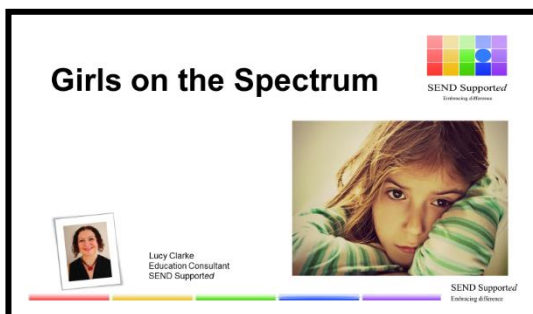 Girls on the Spectrum
SEND Supported
Embracing difference
Lucy Clarke
Education Consultant
SEND Supported
SEND Supported
Embracing difference